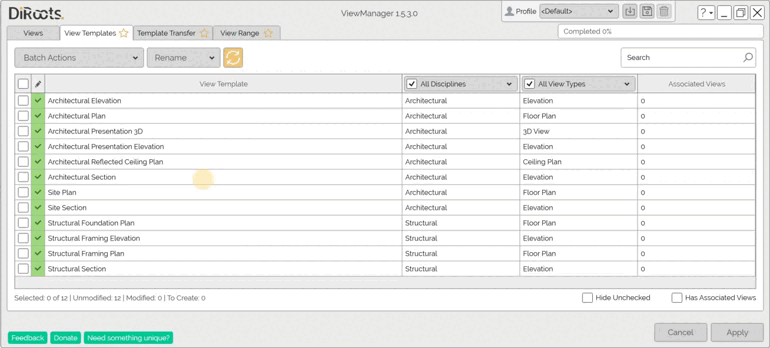 DiRoots.
ViewManager 1.5.3.0
Profile <Default>
?
Views View Templates Template Transfer View Range
Completed 0%
Batch Actions Rename Search
View Template All Disciplines All View Types Associated Views
Architectural Elevation Architectural Elevation 0
Architectural Plan Architectural Floor Plan 0
Architectural Presentation 3D Architectural 3D View 0
Architectural Presentation Elevation Architectural Elevation 0
Architectural Reflected Ceiling Plan Architectural Ceiling Plan 0
Architectural Section Architectural Elevation 0
Site Plan Architectural Floor Plan 0
Site Section Architectural Elevation 0
Structural Foundation Plan Structural Floor Plan 0
Structural Framing Elevation Structural Elevation 0
Structural Framing Plan Structural Floor Plan 0
Structural Section Structural Elevation 0
Selected: 0 of 12 | Unmodified: 12 | Modified: 0 | To Create: 0 Hide Unchecked Has Associated Views
Feedback Donate Need something unique? Cancel Apply